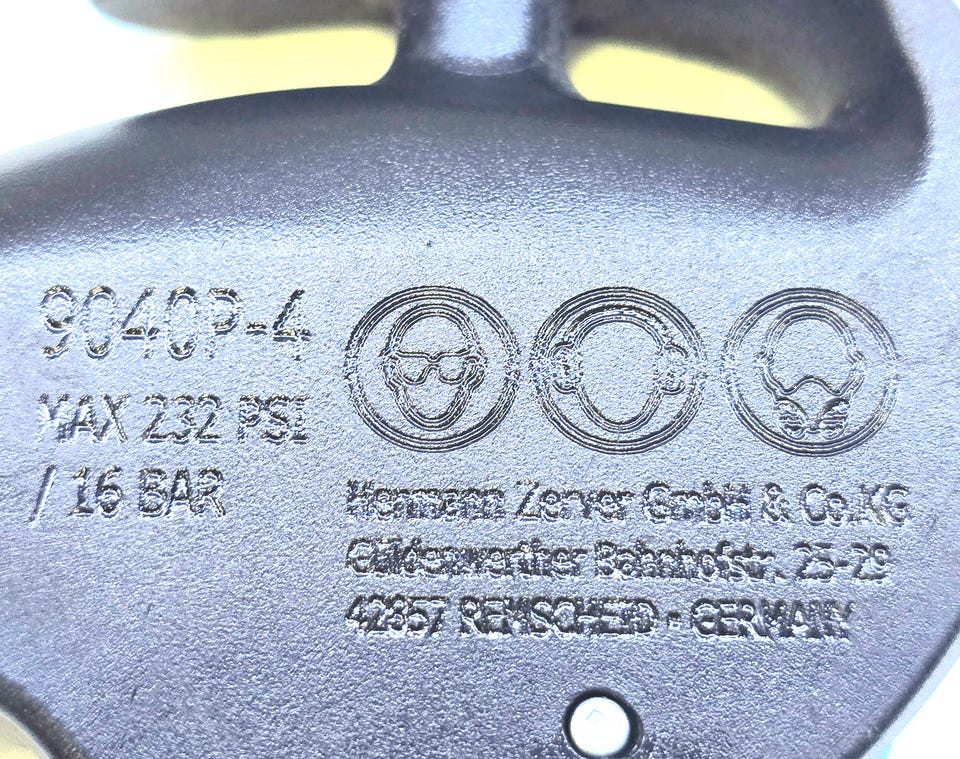 9040P-4
MAX 232 PSI
/ 16 BAR
Hermann Zerver GmbH & Co.KG
Güldenwerther Bahnhofstr. 25-29
42857 REMSCHEID - GERMANY